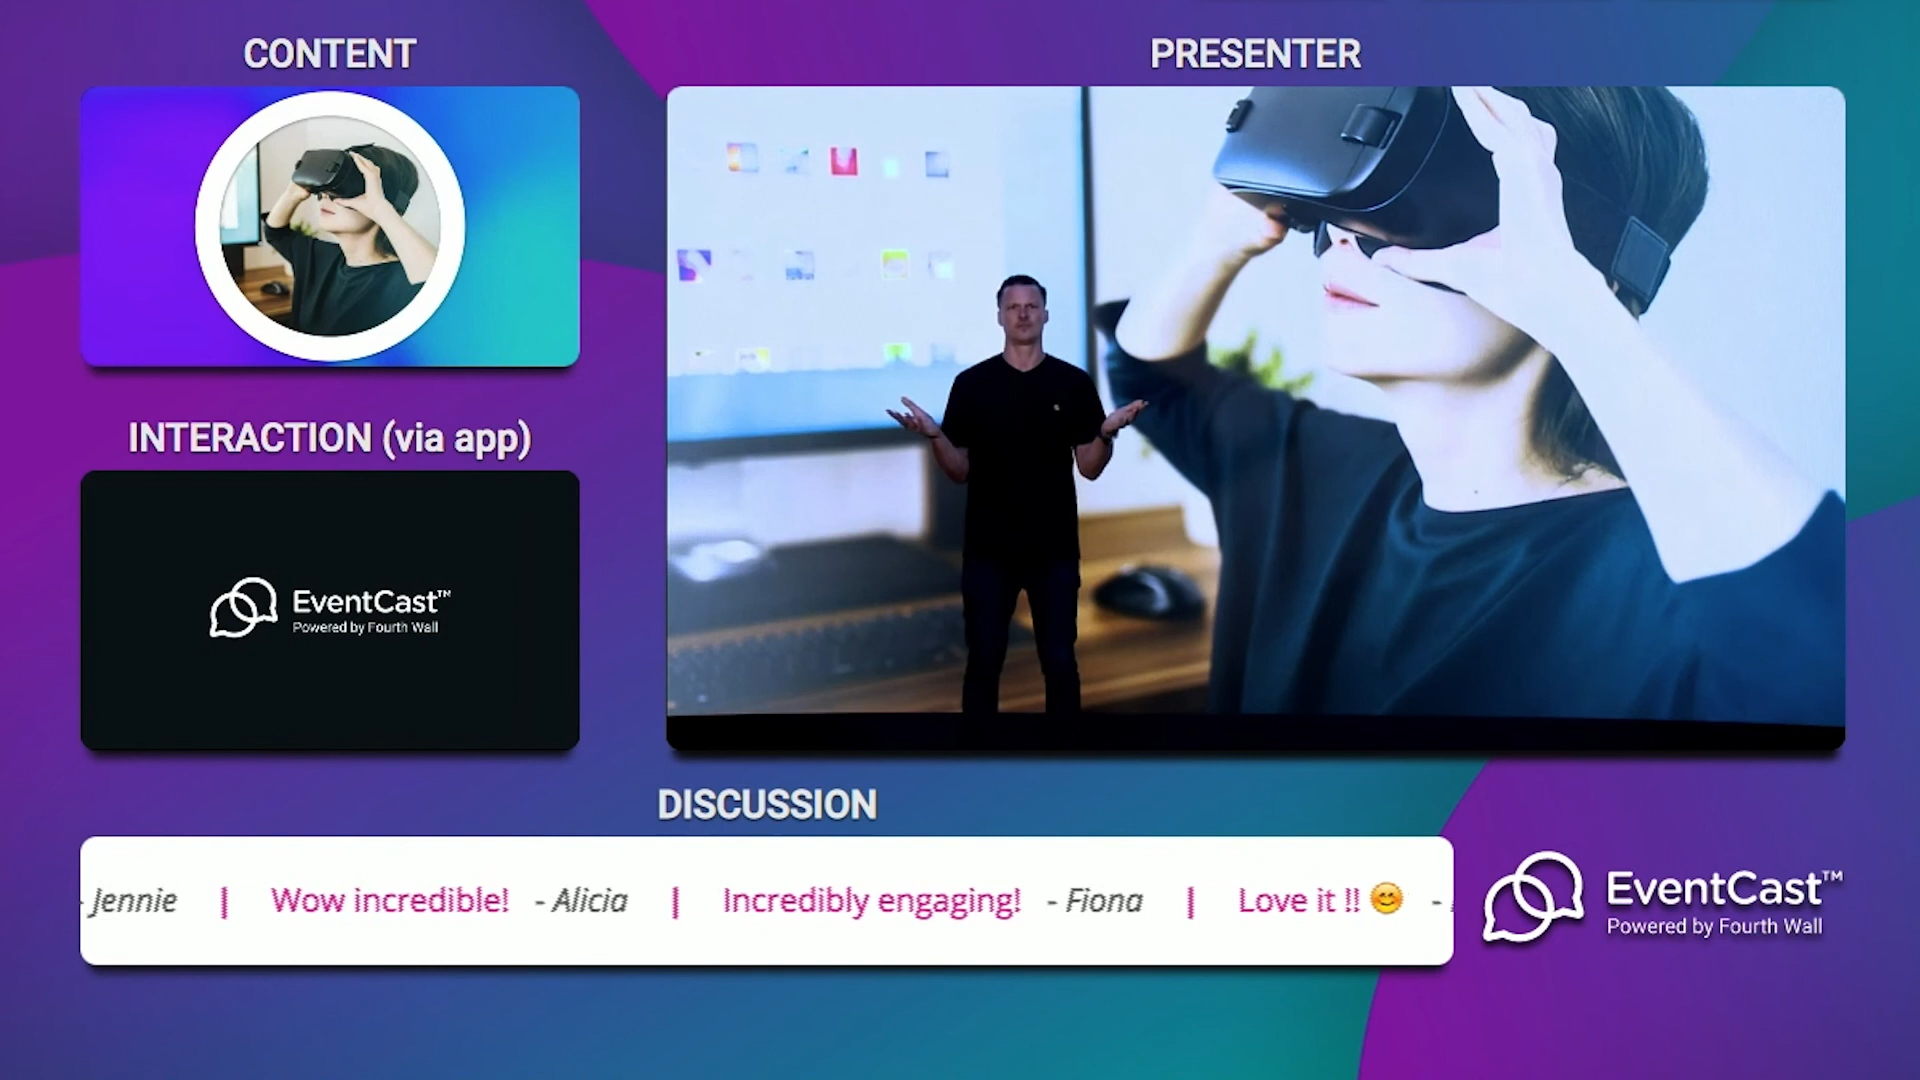 CONTENT
PRESENTER
INTERACTION (via app)
EventCast™
Powered by Fourth Wall
DISCUSSION
- Jennie | Wow incredible! - Alicia | Incredibly engaging! - Fiona | Love it !! 😊 -
EventCast™
Powered by Fourth Wall